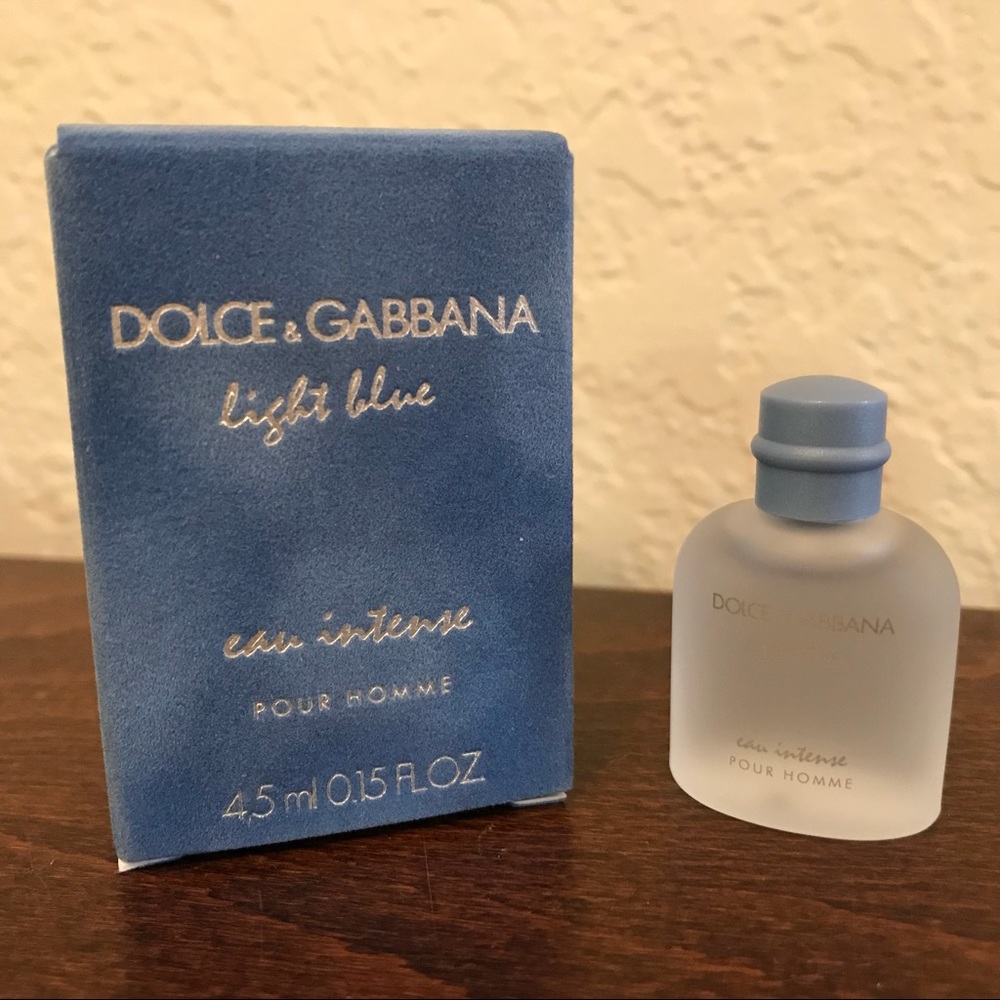 DOLCE & GABBANA
light blue
eau intense
POUR HOMME
4,5 ml 0.15 FL.OZ
DOLCE & GABBANA
eau intense
POUR HOMME